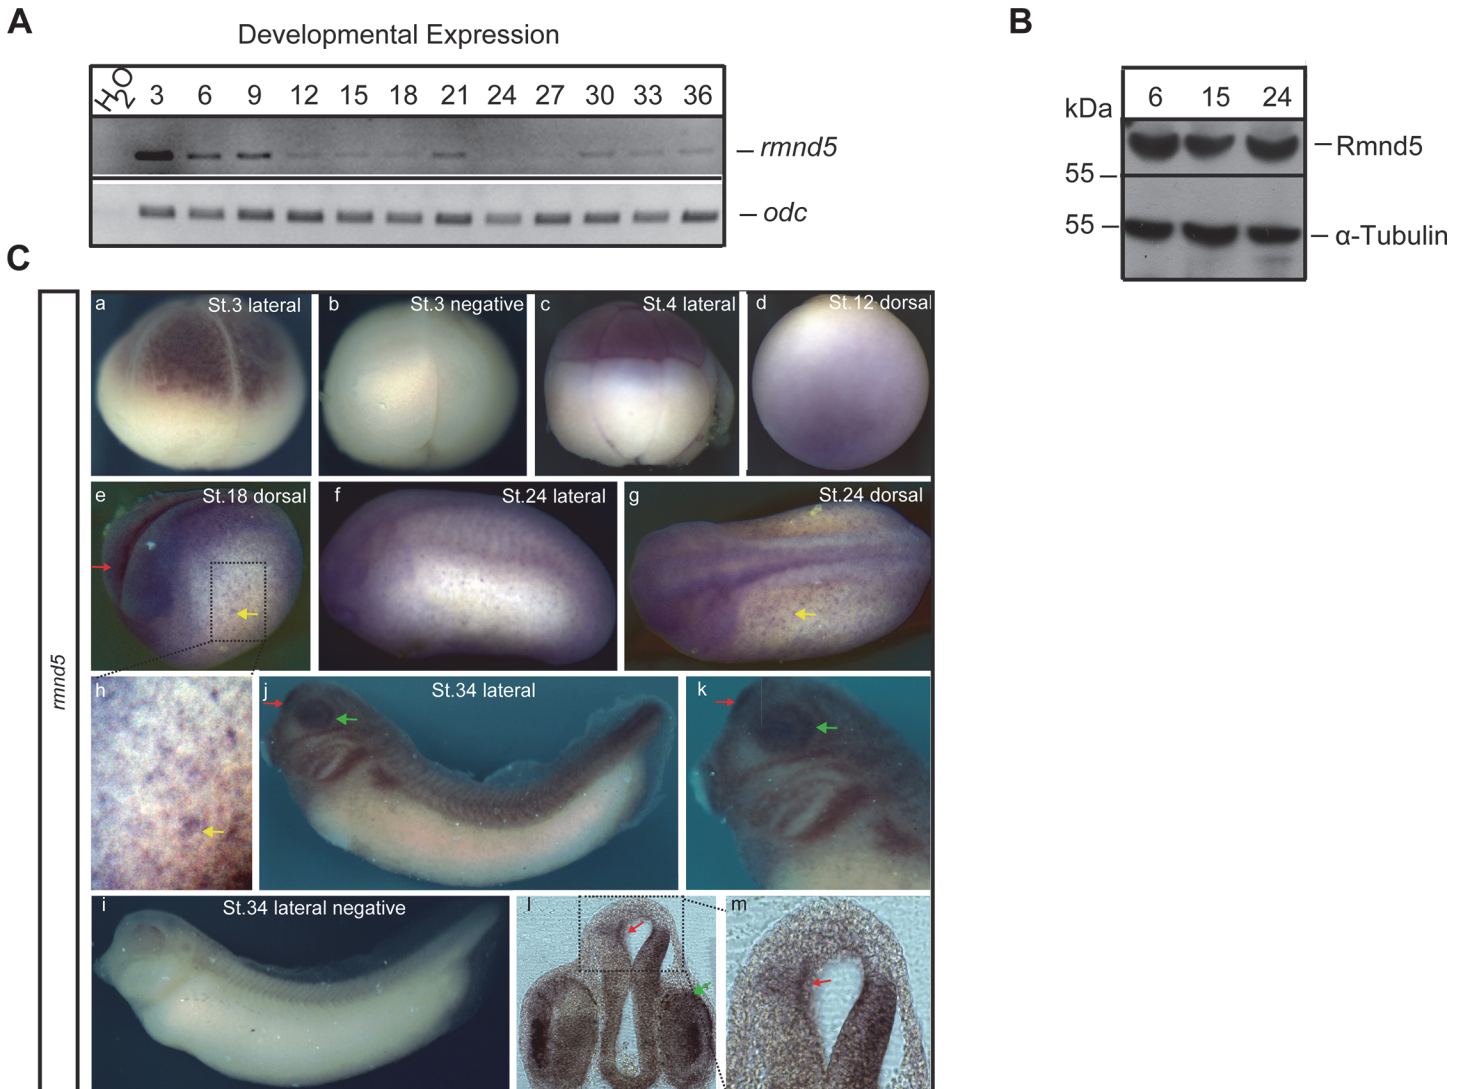 A
Developmental Expression
H2O 3 6 9 12 15 18 21 24 27 30 33 36
rmnd5
odc
B
kDa
6 15 24
Rmnd5
55
55
α-Tubulin
C
rmnd5
a St.3 lateral
b St.3 negative
c St.4 lateral
d St.12 dorsal
e St.18 dorsal
f St.24 lateral
g St.24 dorsal
h
j St.34 lateral
k
i St.34 lateral negative
l
m